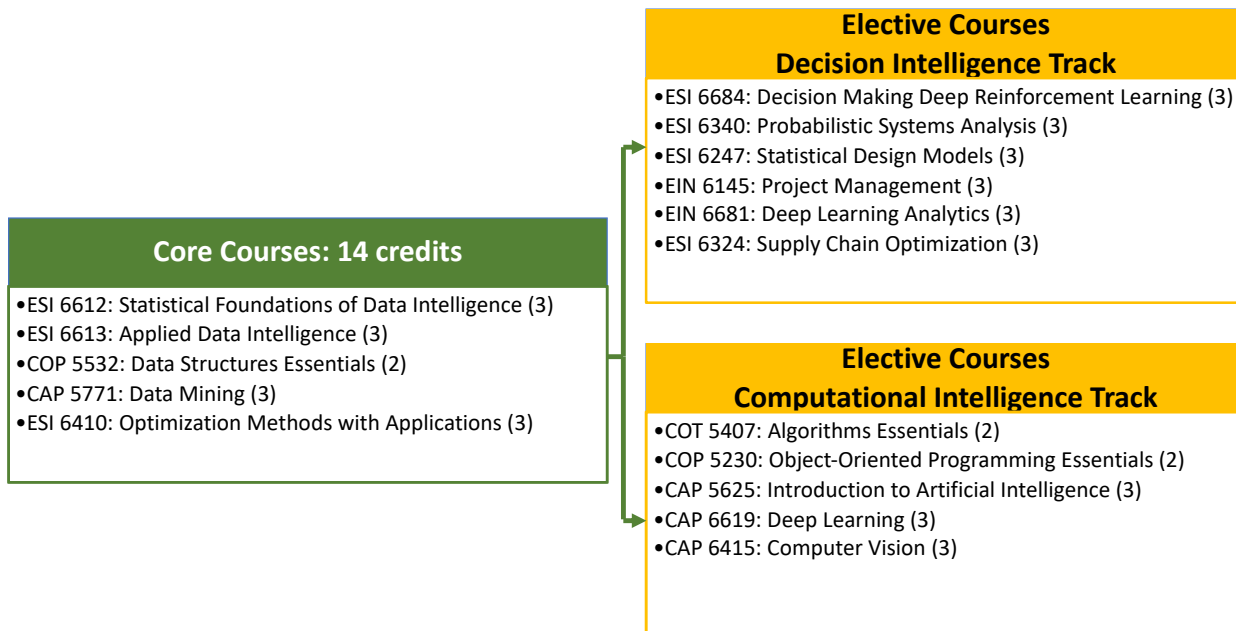 Core Courses: 14 credits
•ESI 6612: Statistical Foundations of Data Intelligence (3)
•ESI 6613: Applied Data Intelligence (3)
•COP 5532: Data Structures Essentials (2)
•CAP 5771: Data Mining (3)
•ESI 6410: Optimization Methods with Applications (3)
Elective Courses
Decision Intelligence Track
•ESI 6684: Decision Making Deep Reinforcement Learning (3)
•ESI 6340: Probabilistic Systems Analysis (3)
•ESI 6247: Statistical Design Models (3)
•EIN 6145: Project Management (3)
•EIN 6681: Deep Learning Analytics (3)
•ESI 6324: Supply Chain Optimization (3)
Elective Courses
Computational Intelligence Track
•COT 5407: Algorithms Essentials (2)
•COP 5230: Object-Oriented Programming Essentials (2)
•CAP 5625: Introduction to Artificial Intelligence (3)
•CAP 6619: Deep Learning (3)
•CAP 6415: Computer Vision (3)